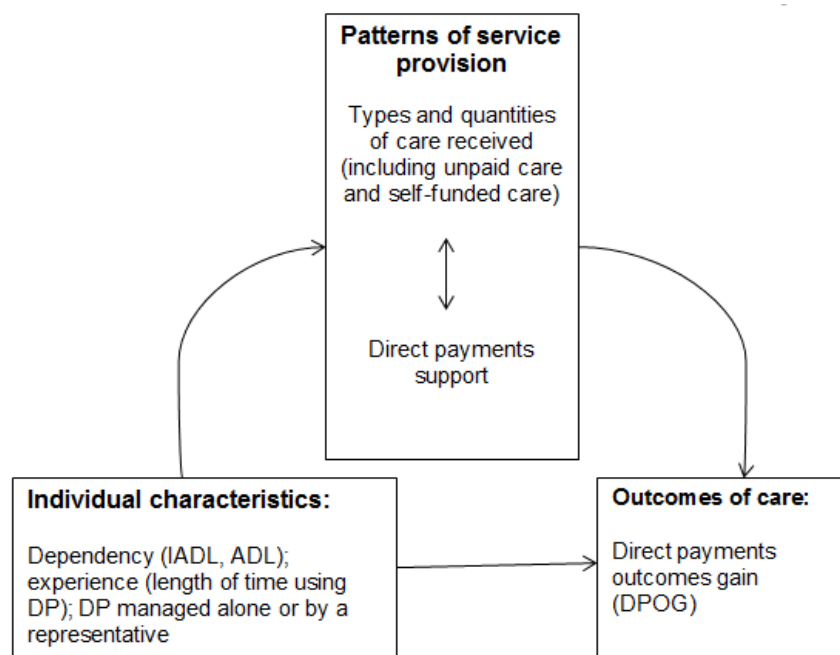 Patterns of service
provision
Types and quantities
of care received
(including unpaid care
and self-funded care)
Direct payments
support
Individual characteristics:
Dependency (IADL, ADL);
experience (length of time using
DP); DP managed alone or by a
representative
Outcomes of care:
Direct payments
outcomes gain
(DPOG)